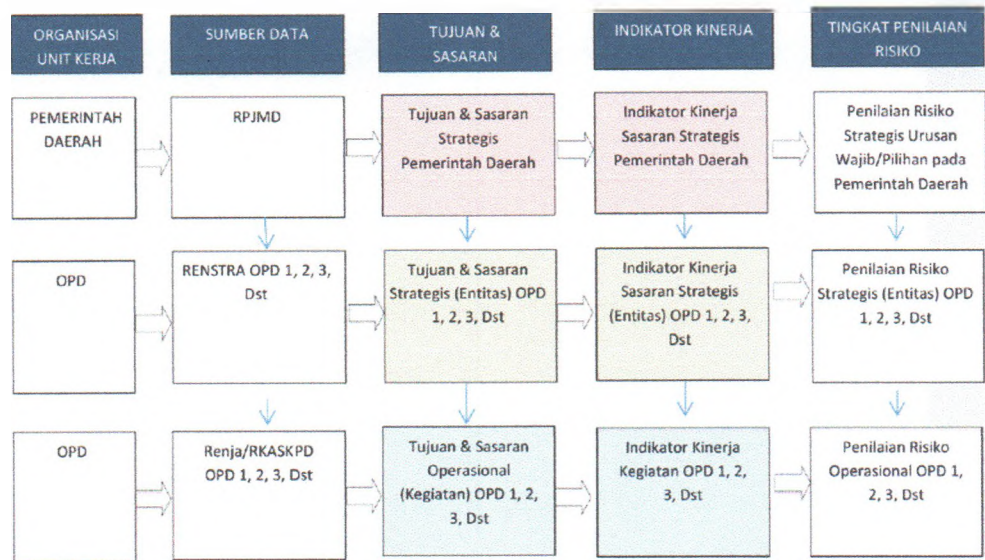 ORGANISASI
UNIT KERJA
SUMBER DATA
TUJUAN &
SASARAN
INDIKATOR KINERJA
TINGKAT PENILAIAN
RISIKO
PEMERINTAH
DAERAH
RPJMD
Tujuan & Sasaran
Strategis
Pemerintah Daerah
Indikator Kinerja
Sasaran Strategis
Pemerintah Daerah
Penilaian Risiko
Strategis Urusan
Wajib/Pilihan pada
Pemerintah Daerah
OPD
RENSTRA OPD 1, 2, 3,
Dst
Tujuan & Sasaran
Strategis (Entitas) OPD
1, 2, 3, Dst
Indikator Kinerja
Sasaran Strategis
(Entitas) OPD 1, 2, 3,
Dst
Penilaian Risiko
Strategis (Entitas) OPD
1, 2, 3, Dst
OPD
Renja/RKASKPD
OPD 1, 2, 3, Dst
Tujuan & Sasaran
Operasional
(Kegiatan) OPD 1, 2,
3, Dst
Indikator Kinerja
Kegiatan OPD 1, 2,
3, Dst
Penilaian Risiko
Operasional OPD 1,
2, 3, Dst